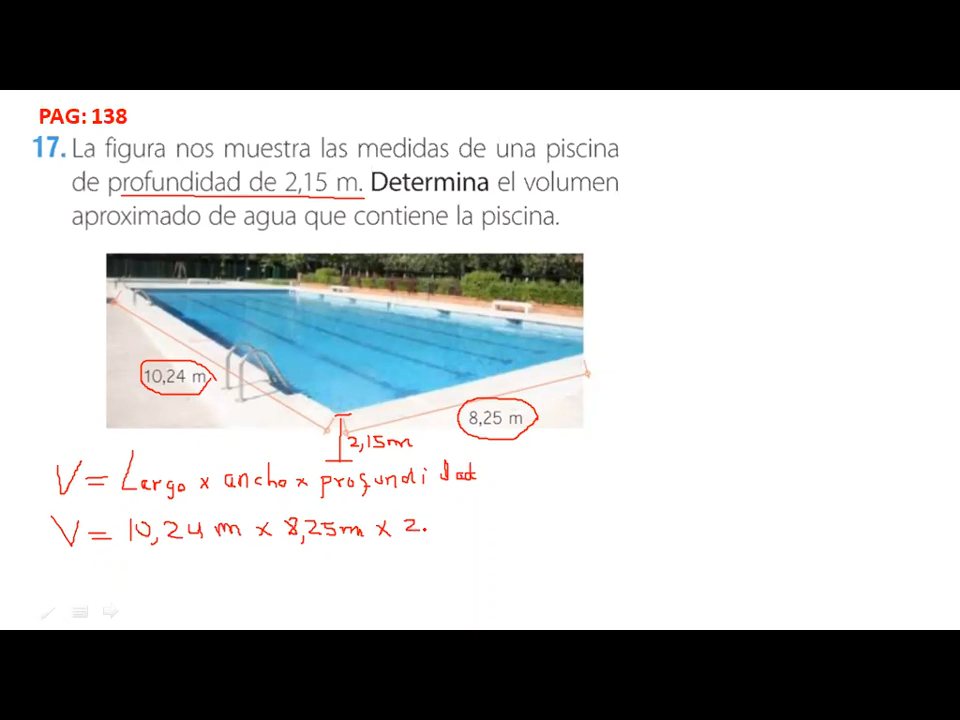 PAG: 138
17. La figura nos muestra las medidas de una piscina
de profundidad de 2,15 m. Determina el volumen
aproximado de agua que contiene la piscina.
10,24 m
8,25 m
2,15m
V = Largo x ancho x profundidad
V = 10,24 m x 8,25m x 2.